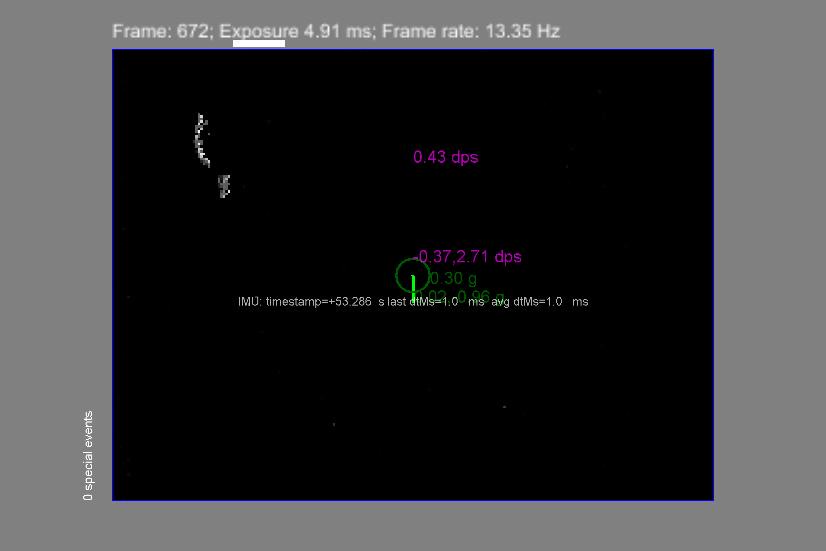 Frame: 672; Exposure 4.91 ms; Frame rate: 13.35 Hz
0.43 dps
-0.37,2.71 dps
0.30 g
0.02,-0.96 g
IMU: timestamp=+53.286 s last dtMs=1.0 ms avg dtMs=1.0 ms
0 special events